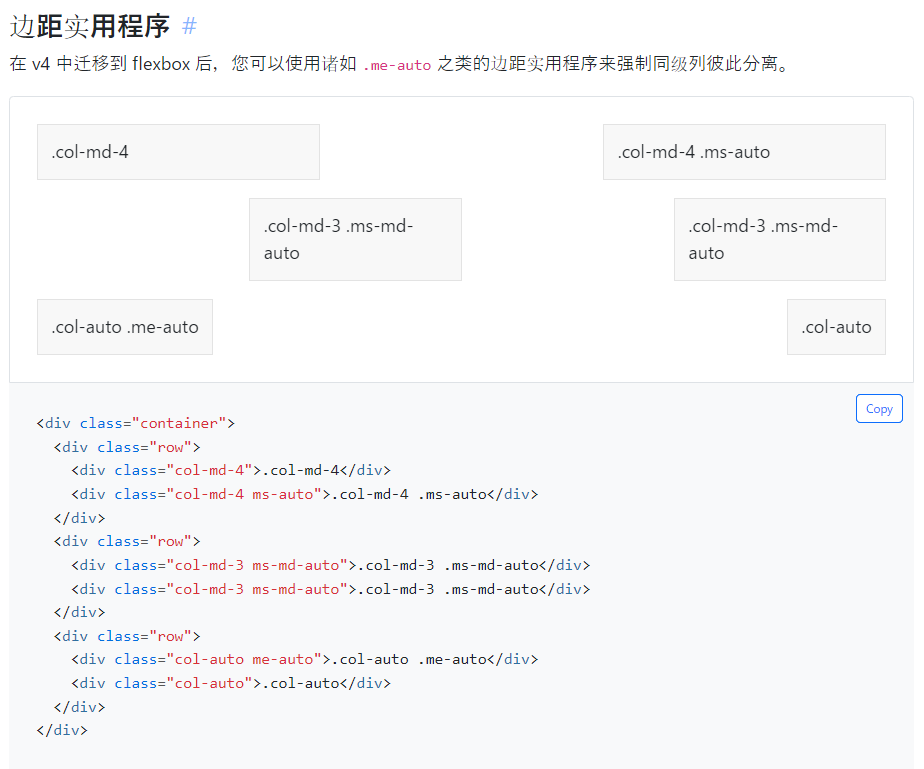 边距实用程序 #
在 v4 中迁移到 flexbox 后，您可以使用诸如 .me-auto 之类的边距实用程序来强制同级列彼此分离。
.col-md-4
.col-md-4 .ms-auto
.col-md-3 .ms-md-
auto
.col-md-3 .ms-md-
auto
.col-auto .me-auto
.col-auto
Copy
<div class="container">
  <div class="row">
    <div class="col-md-4">.col-md-4</div>
    <div class="col-md-4 ms-auto">.col-md-4 .ms-auto</div>
  </div>
  <div class="row">
    <div class="col-md-3 ms-md-auto">.col-md-3 .ms-md-auto</div>
    <div class="col-md-3 ms-md-auto">.col-md-3 .ms-md-auto</div>
  </div>
  <div class="row">
    <div class="col-auto me-auto">.col-auto .me-auto</div>
    <div class="col-auto">.col-auto</div>
  </div>
</div>